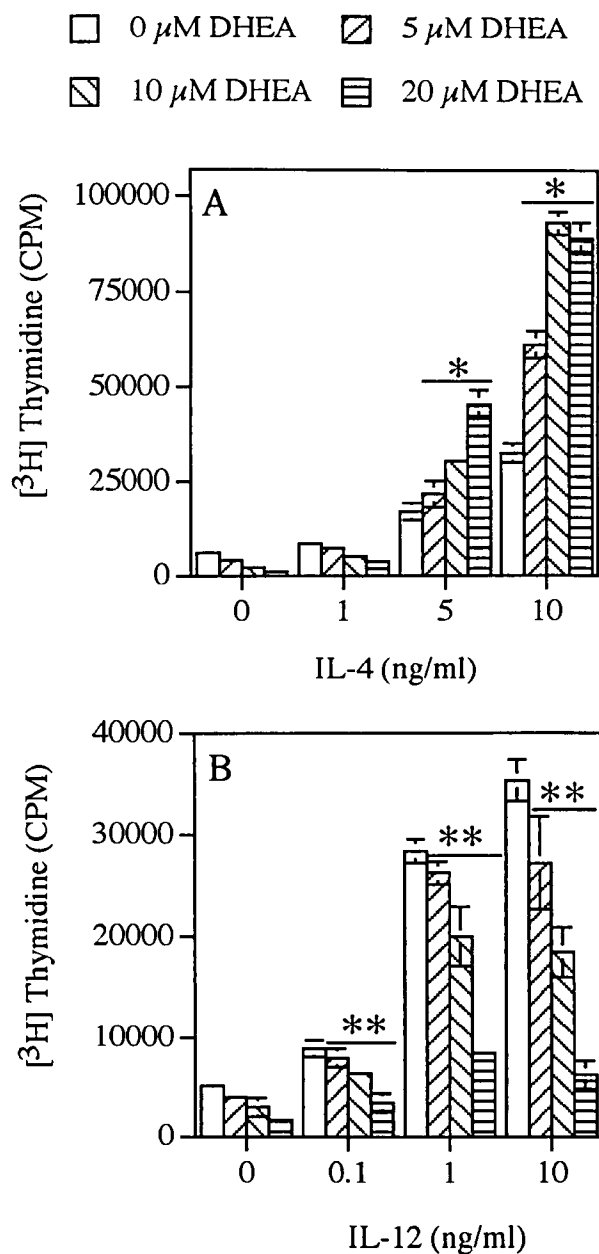 0 µM DHEA 5 µM DHEA
10 µM DHEA 20 µM DHEA
A
*
*
100000
75000
50000
25000
0
[³H] Thymidine (CPM)
0 1 5 10
IL-4 (ng/ml)
B
**
**
**
40000
30000
20000
10000
0
[³H] Thymidine (CPM)
0 0.1 1 10
IL-12 (ng/ml)